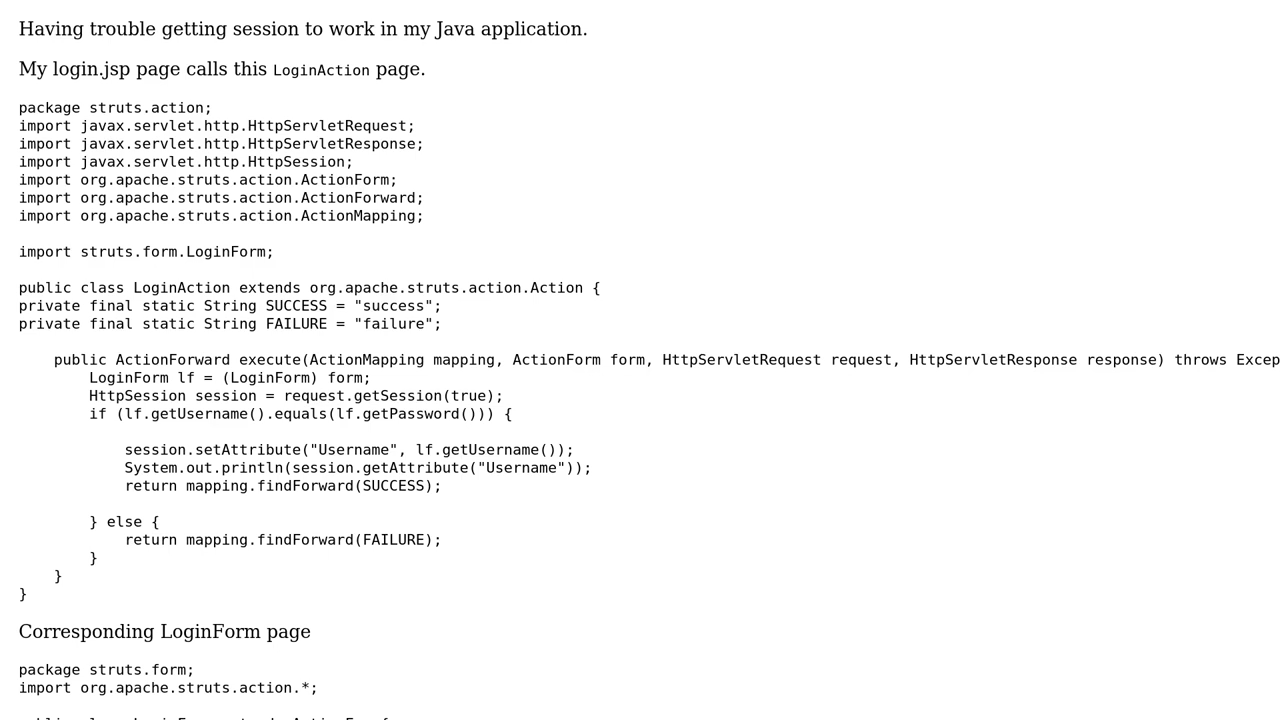 Having trouble getting session to work in my Java application.
My login.jsp page calls this LoginAction page.
package struts.action;
import javax.servlet.http.HttpServletRequest;
import javax.servlet.http.HttpServletResponse;
import javax.servlet.http.HttpSession;
import org.apache.struts.action.ActionForm;
import org.apache.struts.action.ActionForward;
import org.apache.struts.action.ActionMapping;
import struts.form.LoginForm;
public class LoginAction extends org.apache.struts.action.Action {
private final static String SUCCESS = "success";
private final static String FAILURE = "failure";
    public ActionForward execute(ActionMapping mapping, ActionForm form, HttpServletRequest request, HttpServletResponse response) throws Excep
        LoginForm lf = (LoginForm) form;
        HttpSession session = request.getSession(true);
        if (lf.getUsername().equals(lf.getPassword())) {
            session.setAttribute("Username", lf.getUsername());
            System.out.println(session.getAttribute("Username"));
            return mapping.findForward(SUCCESS);
        } else {
            return mapping.findForward(FAILURE);
        }
    }
}
Corresponding LoginForm page
package struts.form;
import org.apache.struts.action.*;